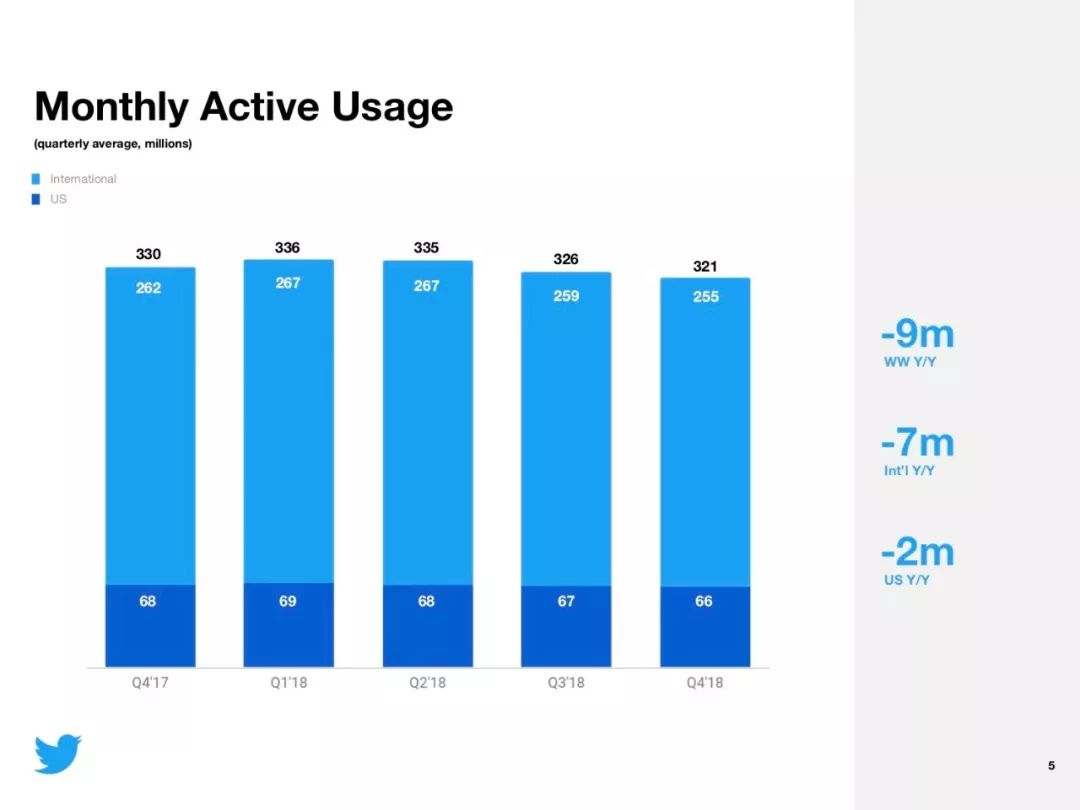 Monthly Active Usage
(quarterly average, millions)
International
US
330 336 335 326 321
262 267 267 259 255
68 69 68 67 66
Q4'17 Q1'18 Q2'18 Q3'18 Q4'18
-9m
WW Y/Y
-7m
Int'l Y/Y
-2m
US Y/Y
5